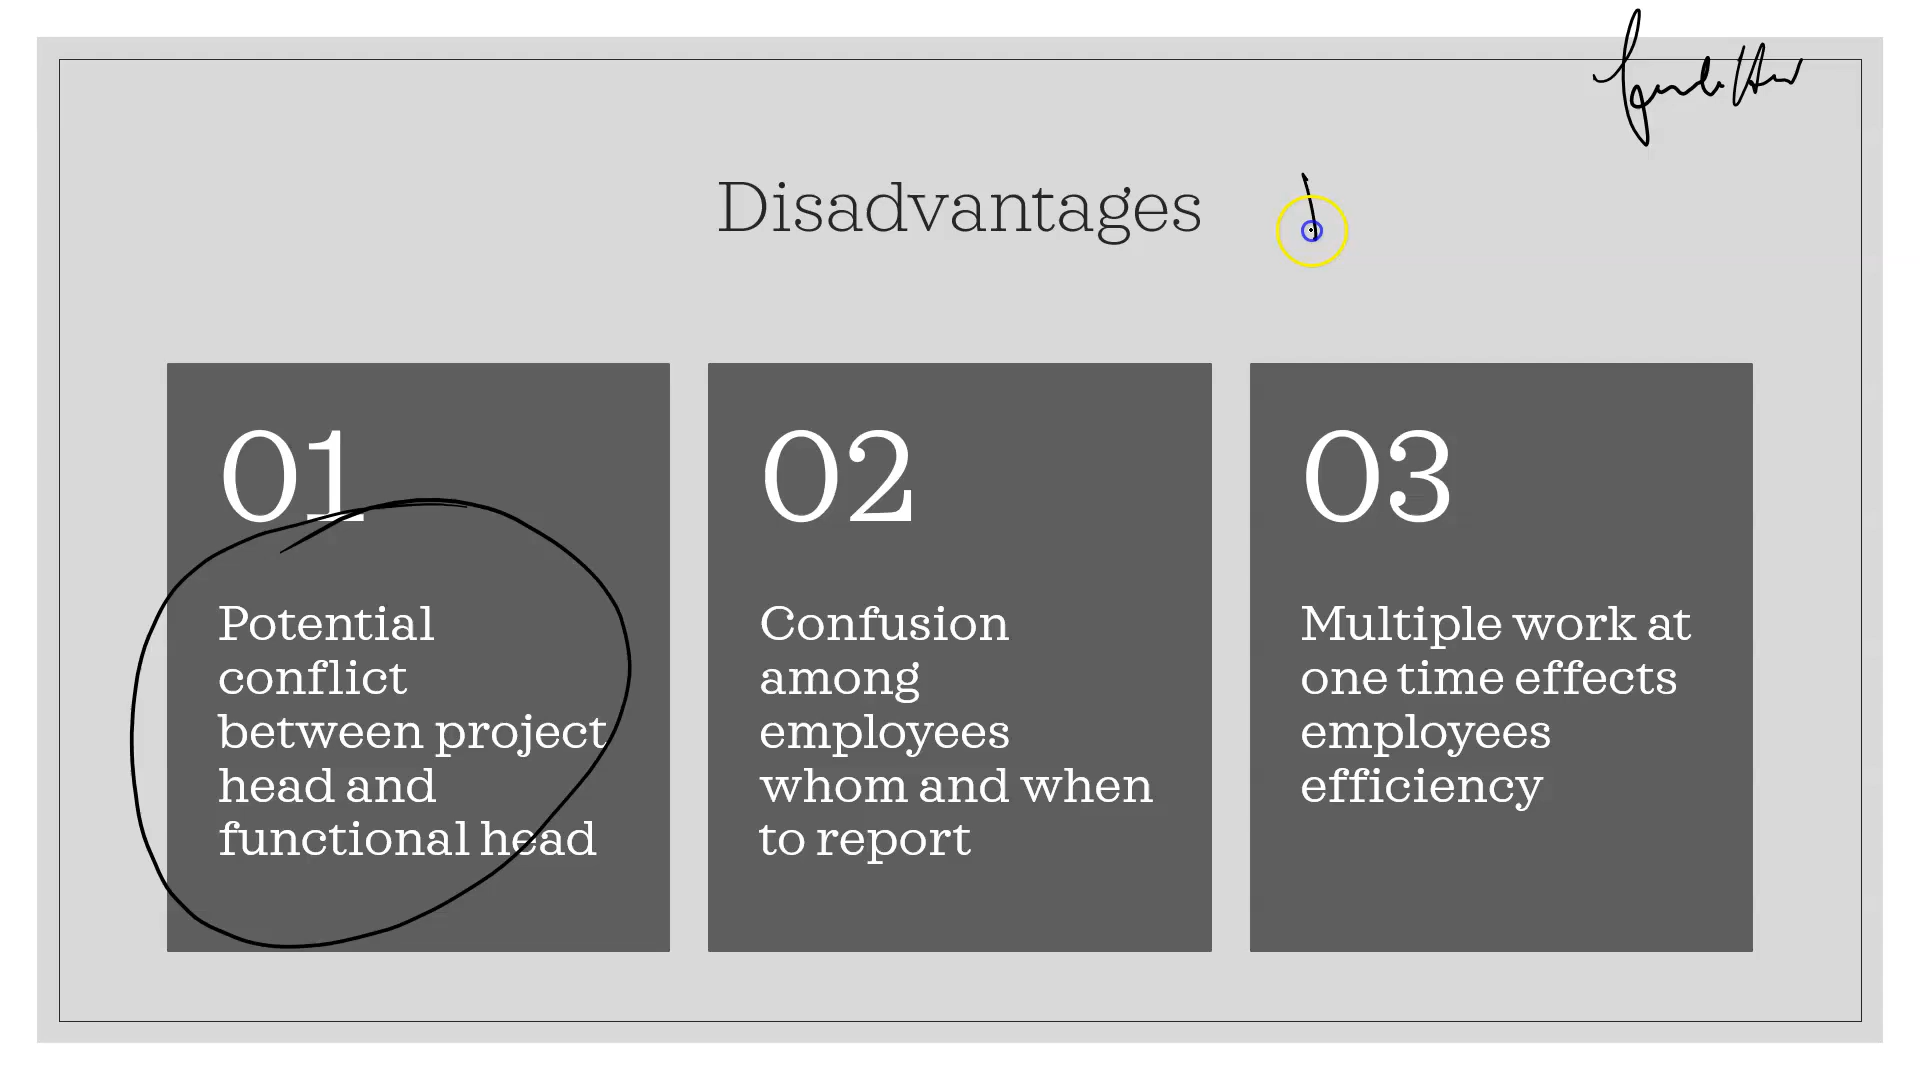 Disadvantages
01
Potential
conflict
between project
head and
functional head
02
Confusion
among
employees
whom and when
to report
03
Multiple work at
one time effects
employees
efficiency